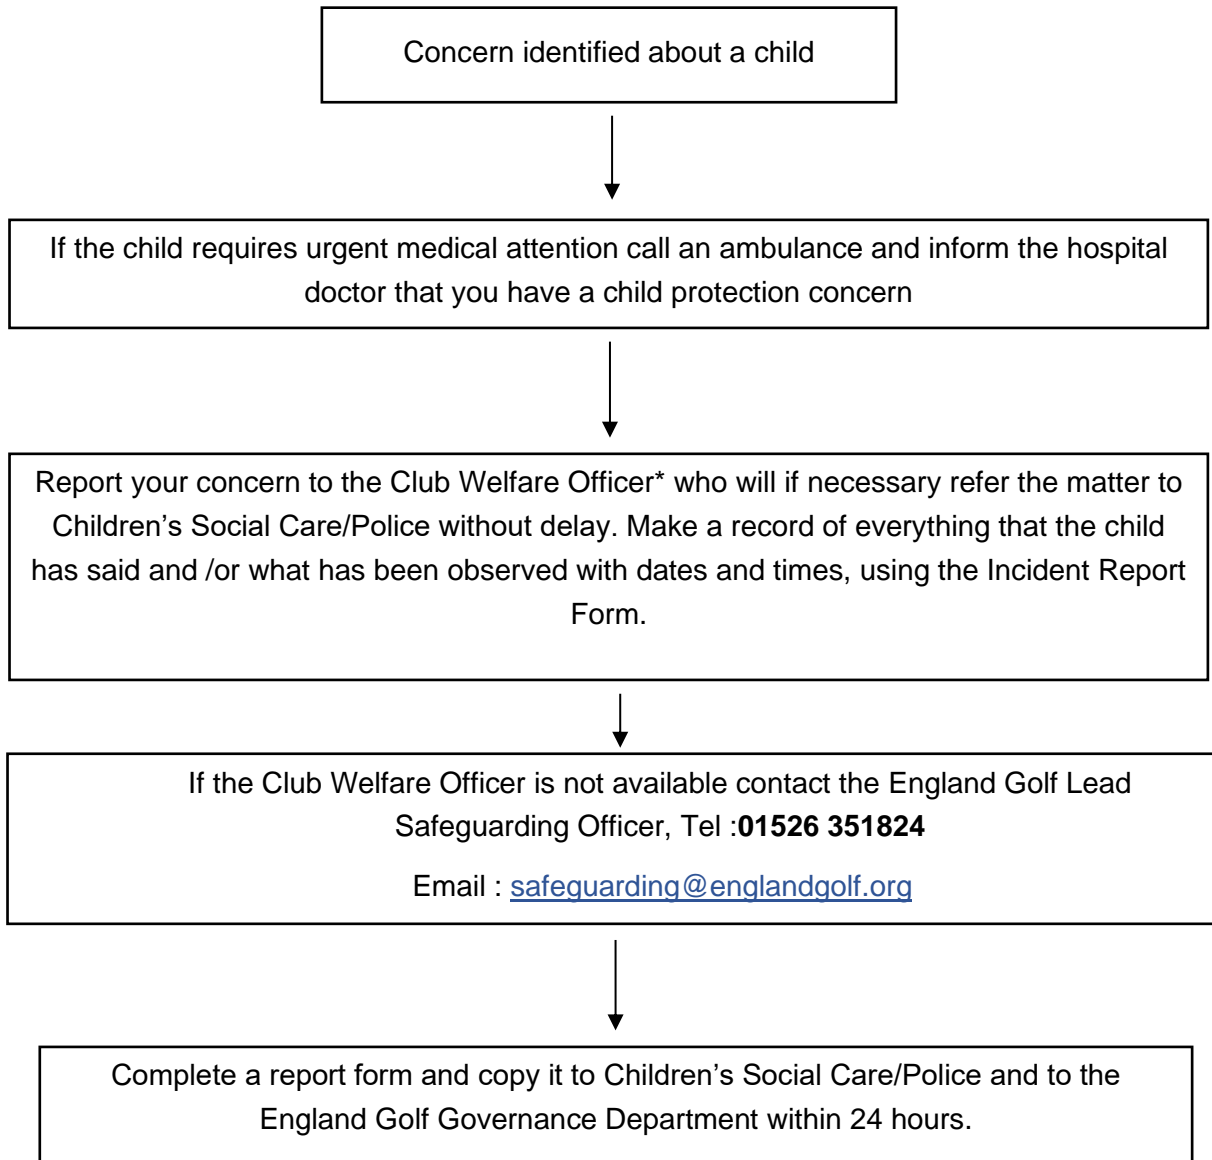 Concern identified about a child
If the child requires urgent medical attention call an ambulance and inform the hospital
doctor that you have a child protection concern
Report your concern to the Club Welfare Officer* who will if necessary refer the matter to
Children’s Social Care/Police without delay. Make a record of everything that the child
has said and /or what has been observed with dates and times, using the Incident Report
Form.
If the Club Welfare Officer is not available contact the England Golf Lead
Safeguarding Officer, Tel :01526 351824
Email : safeguarding@englandgolf.org
Complete a report form and copy it to Children’s Social Care/Police and to the
England Golf Governance Department within 24 hours.